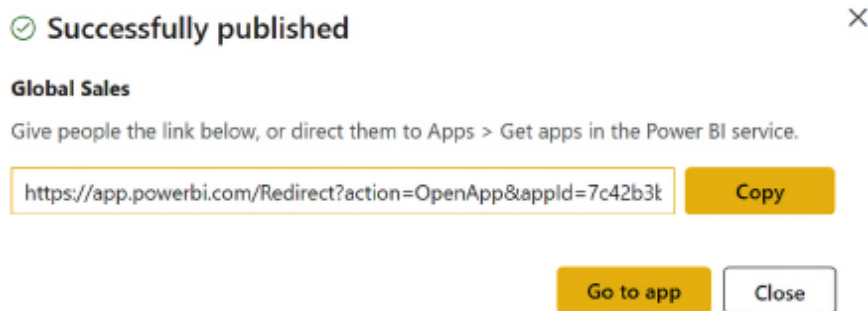 Successfully published
Global Sales
Give people the link below, or direct them to Apps > Get apps in the Power BI service.
https://app.powerbi.com/Redirect?action=OpenApp&appId=7c42b3b
Copy
Go to app
Close